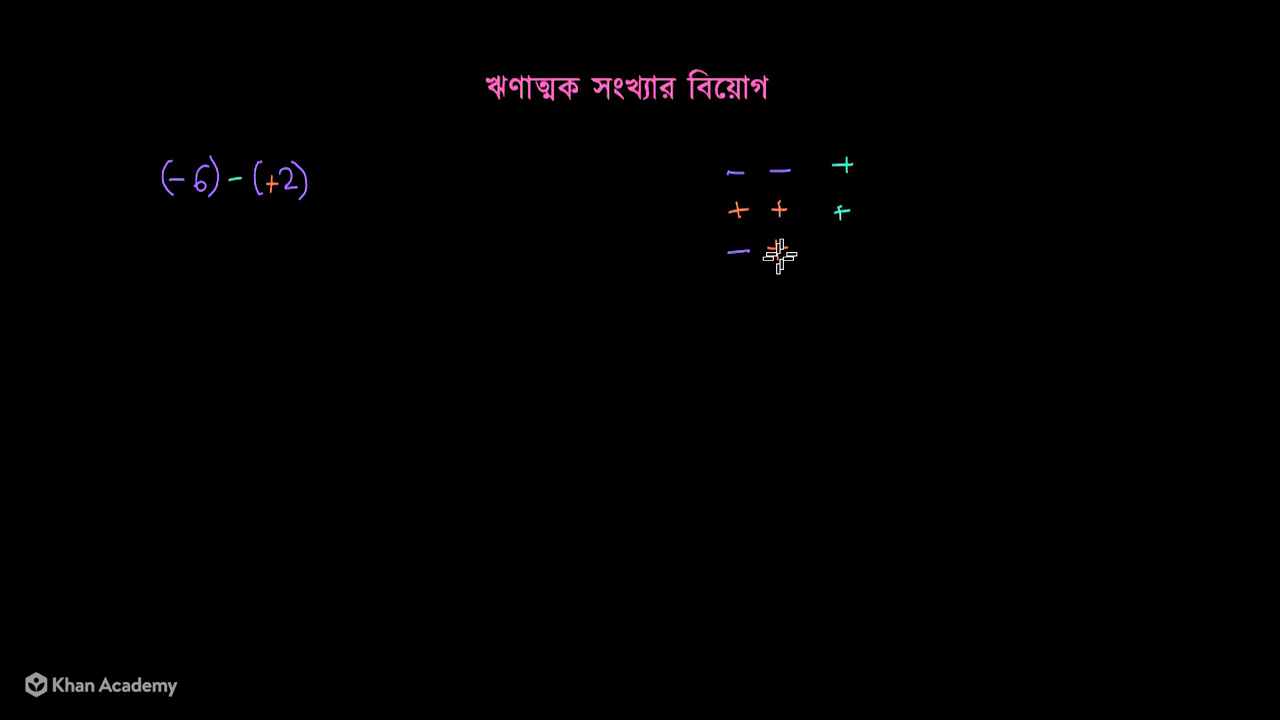 ঋণাত্মক সংখ্যার বিয়োগ
(- 6) - (+2)
- - +
+ + +
- +
Khan Academy